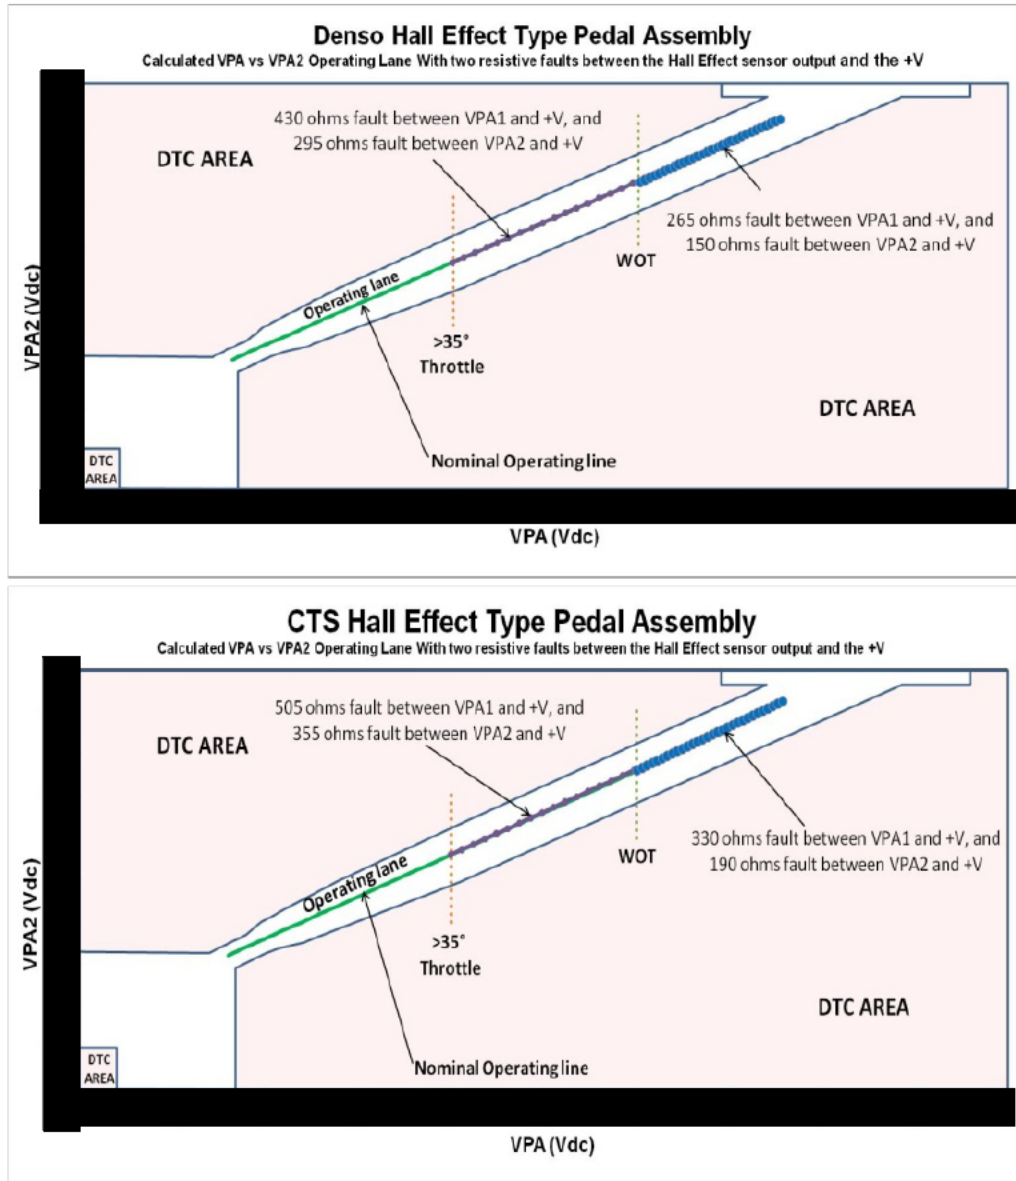 Denso Hall Effect Type Pedal Assembly
Calculated VPA vs VPA2 Operating Lane With two resistive faults between the Hall Effect sensor output and the +V
430 ohms fault between VPA1 and +V, and
295 ohms fault between VPA2 and +V
DTC AREA
265 ohms fault between VPA1 and +V, and
150 ohms fault between VPA2 and +V
WOT
Operating lane
VPA2 (Vdc)
>35°
Throttle
DTC AREA
Nominal Operating line
DTC
AREA
VPA (Vdc)
CTS Hall Effect Type Pedal Assembly
Calculated VPA vs VPA2 Operating Lane With two resistive faults between the Hall Effect sensor output and the +V
505 ohms fault between VPA1 and +V, and
355 ohms fault between VPA2 and +V
DTC AREA
330 ohms fault between VPA1 and +V, and
190 ohms fault between VPA2 and +V
WOT
Operating lane
VPA2 (Vdc)
>35°
Throttle
DTC AREA
Nominal Operating line
DTC
AREA
VPA (Vdc)